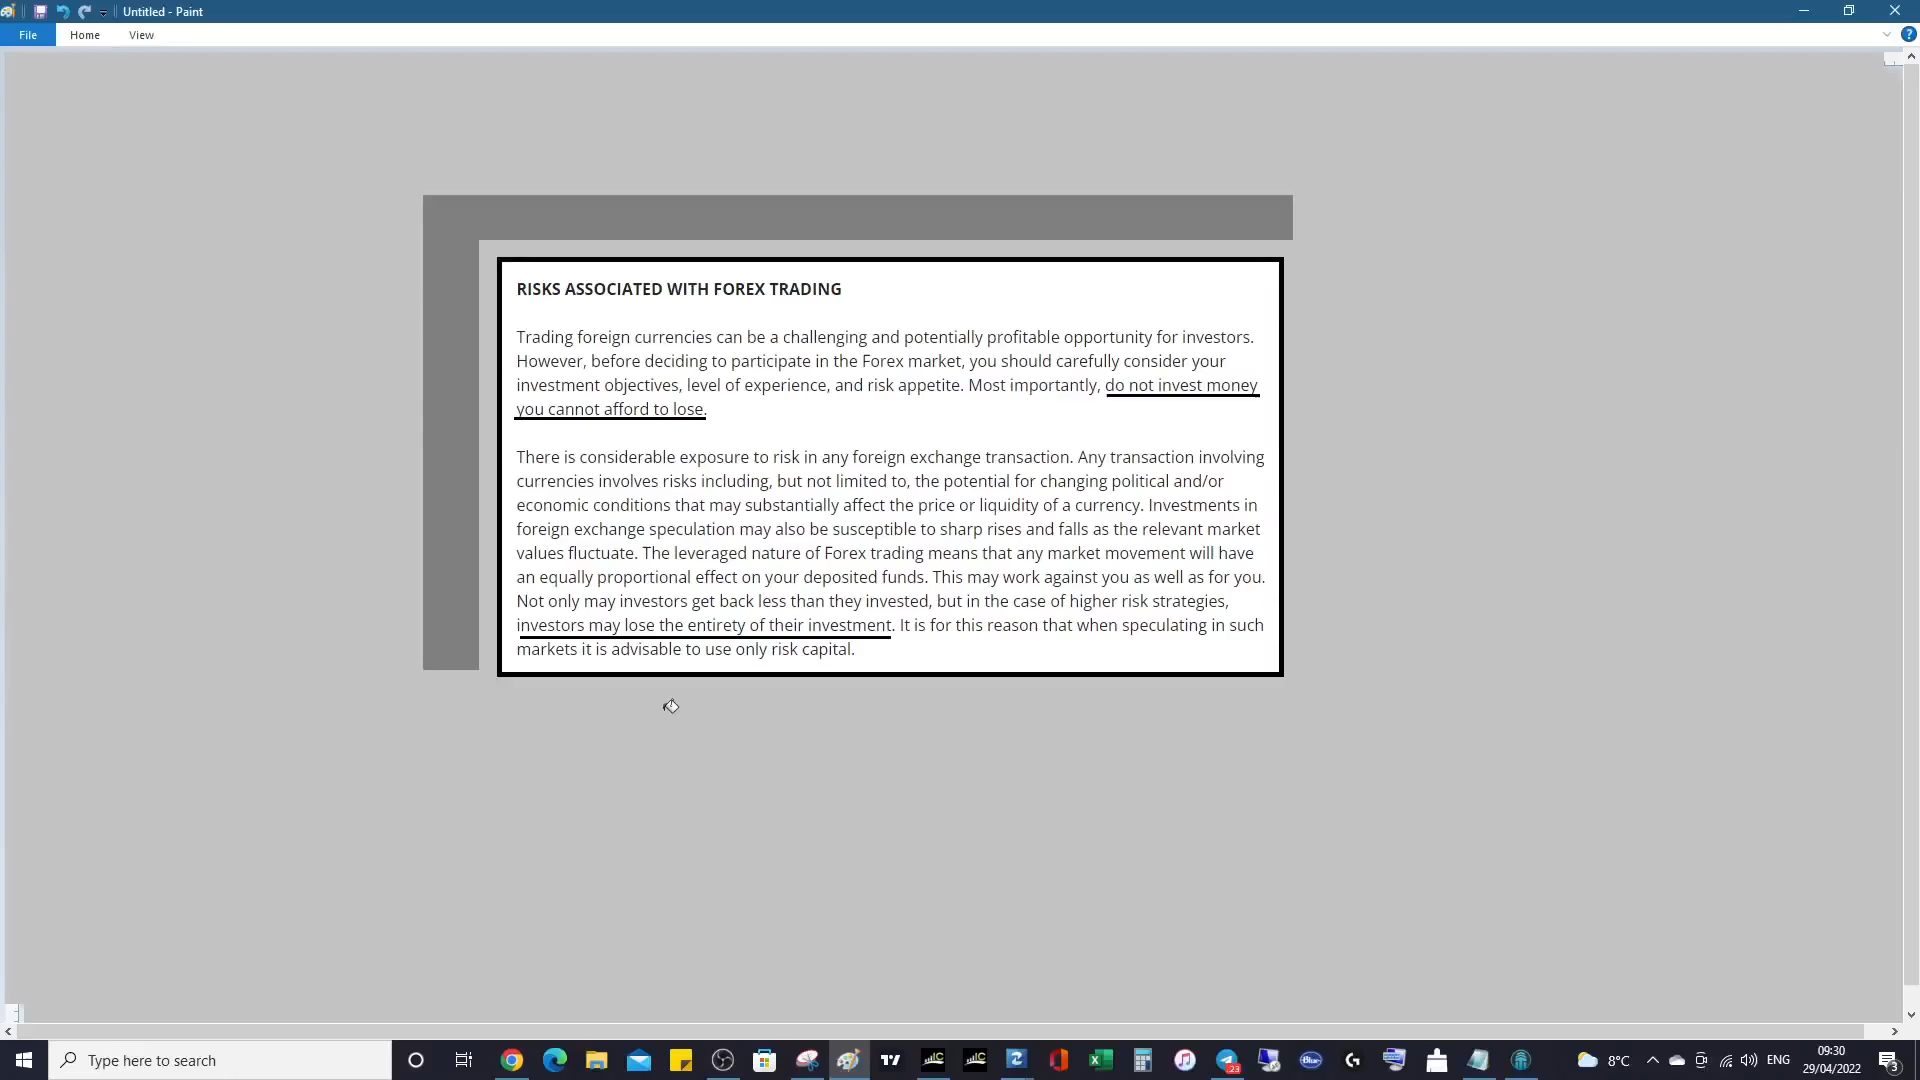 Untitled - Paint
File Home View
RISKS ASSOCIATED WITH FOREX TRADING
Trading foreign currencies can be a challenging and potentially profitable opportunity for investors.
However, before deciding to participate in the Forex market, you should carefully consider your
investment objectives, level of experience, and risk appetite. Most importantly, do not invest money
you cannot afford to lose.
There is considerable exposure to risk in any foreign exchange transaction. Any transaction involving
currencies involves risks including, but not limited to, the potential for changing political and/or
economic conditions that may substantially affect the price or liquidity of a currency. Investments in
foreign exchange speculation may also be susceptible to sharp rises and falls as the relevant market
values fluctuate. The leveraged nature of Forex trading means that any market movement will have
an equally proportional effect on your deposited funds. This may work against you as well as for you.
Not only may investors get back less than they invested, but in the case of higher risk strategies,
investors may lose the entirety of their investment. It is for this reason that when speculating in such
markets it is advisable to use only risk capital.
Type here to search
23
Blue
8°C
ENG
09:30
29/04/2022
3